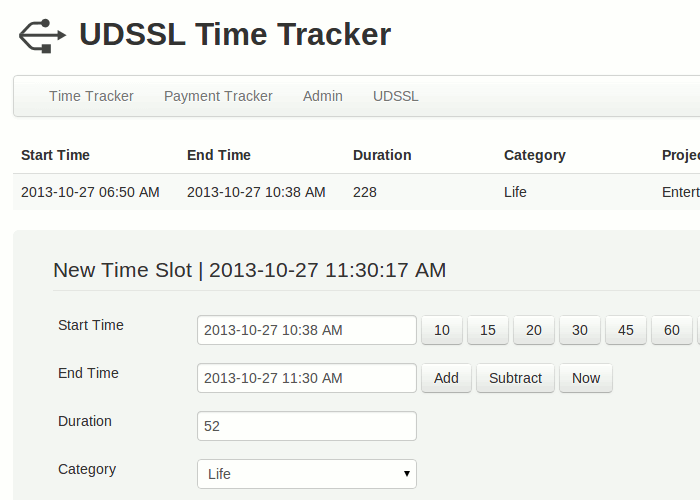 UDSSL Time Tracker
Time Tracker Payment Tracker Admin UDSSL
Start Time End Time Duration Category
2013-10-27 06:50 AM 2013-10-27 10:38 AM 228 Life
New Time Slot | 2013-10-27 11:30:17 AM
Start Time 2013-10-27 10:38 AM 10 15 20 30 45 60
End Time 2013-10-27 11:30 AM Add Subtract Now
Duration 52
Category Life